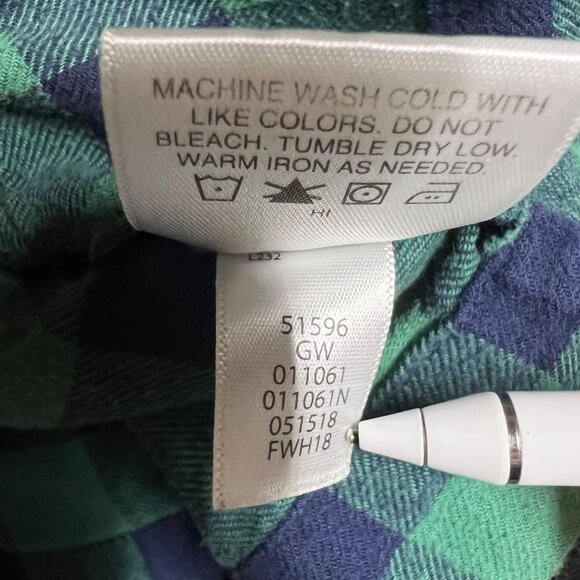 MACHINE WASH COLD WITH
LIKE COLORS. DO NOT
BLEACH. TUMBLE DRY LOW.
WARM IRON AS NEEDED.
HI
L232
51596
GW
011061
011061N
051518
FWH18